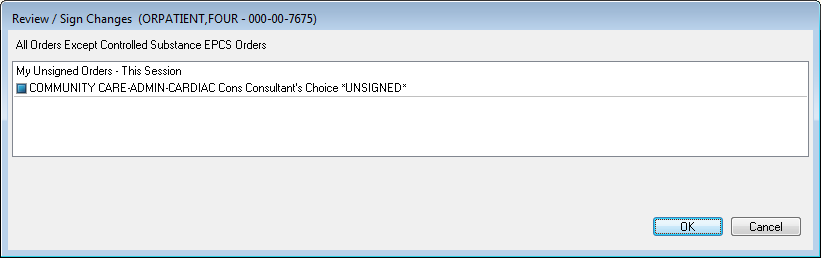 Review / Sign Changes (ORPATIENT,FOUR - 000-00-7675)
All Orders Except Controlled Substance EPCS Orders
My Unsigned Orders - This Session
COMMUNITY CARE-ADMIN-CARDIAC Cons Consultant's Choice *UNSIGNED*
OK Cancel